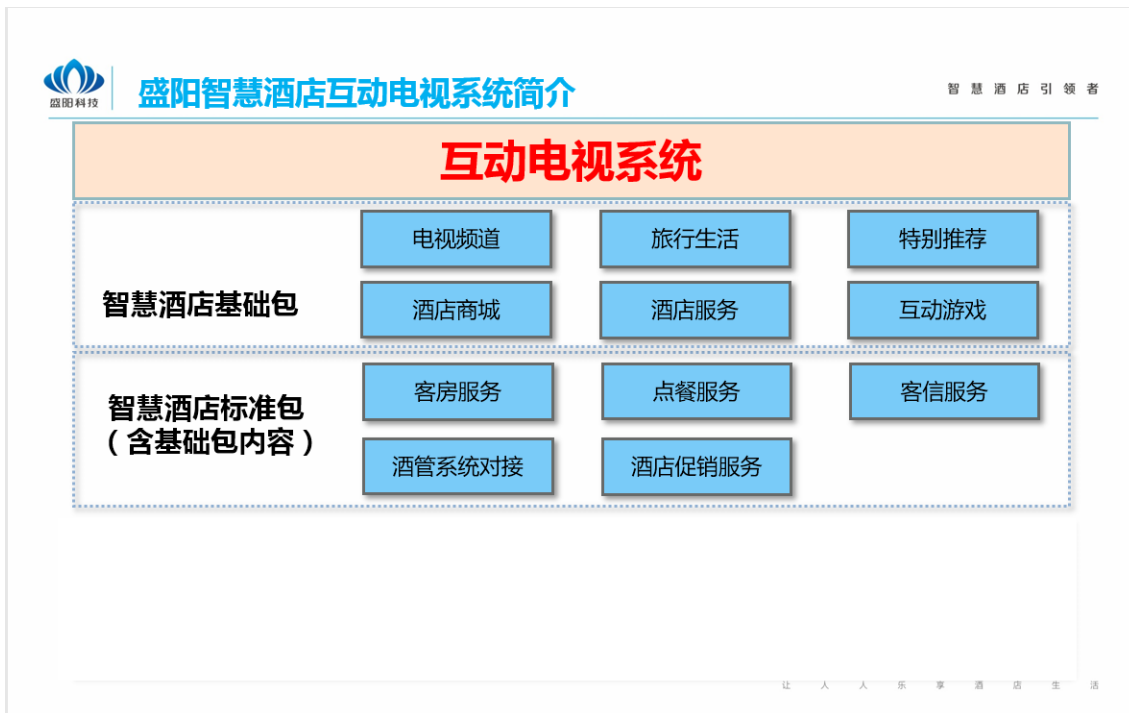 盛阳科技
盛阳智慧酒店互动电视系统简介
智慧酒店引领者
互动电视系统
电视频道
旅行生活
特别推荐
智慧酒店基础包
酒店商城
酒店服务
互动游戏
客房服务
点餐服务
客信服务
智慧酒店标准包
（含基础包内容）
酒管系统对接
酒店促销服务
让人人乐享酒店生活